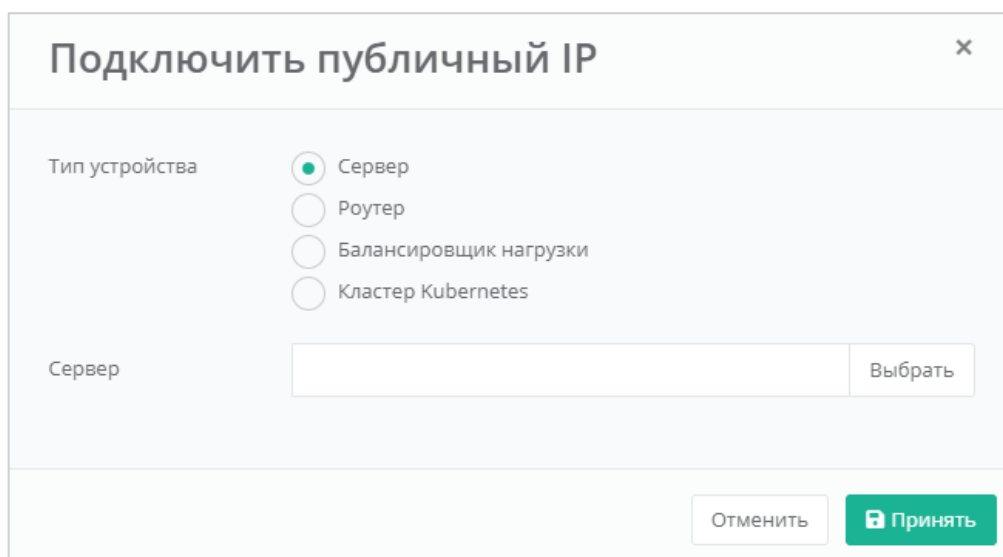 Подключить публичный IP
×
Тип устройства
Сервер
Роутер
Балансировщик нагрузки
Кластер Kubernetes
Сервер
Выбрать
Отменить
Принять